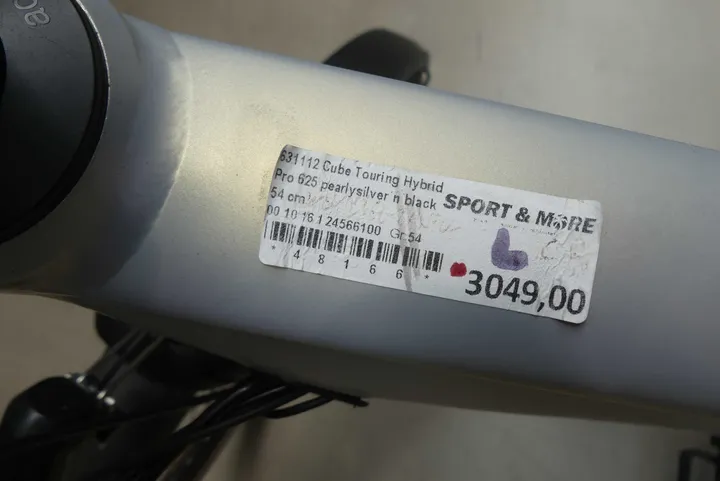 631112 Cube Touring Hybrid
Pro 625 pearlysilver n black
54 cm
00 10 16 1 24566100 Gr.54
* 4 8 1 6 6 *
SPORT & MORE
3049,00